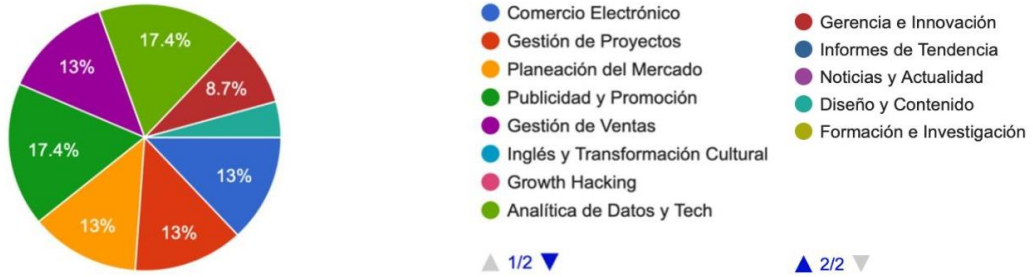 17.4%
13%
8.7%
17.4%
13%
13%
13%
Comercio Electrónico
Gestión de Proyectos
Planeación del Mercado
Publicidad y Promoción
Gestión de Ventas
Inglés y Transformación Cultural
Growth Hacking
Analítica de Datos y Tech
1/2
Gerencia e Innovación
Informes de Tendencia
Noticias y Actualidad
Diseño y Contenido
Formación e Investigación
2/2